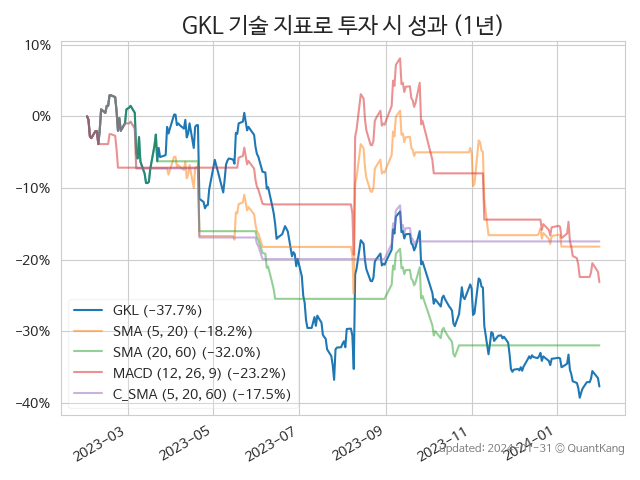 GKL 기술 지표로 투자 시 성과 (1년)
10%
0%
−10%
−20%
−30%
−40%
GKL (−37.7%)
SMA (5, 20) (−18.2%)
SMA (20, 60) (−32.0%)
MACD (12, 26, 9) (−23.2%)
C_SMA (5, 20, 60) (−17.5%)
2023-03
2023-05
2023-07
2023-09
2023-11
2024-01
Updated: 2024-01-31 © QuantKang